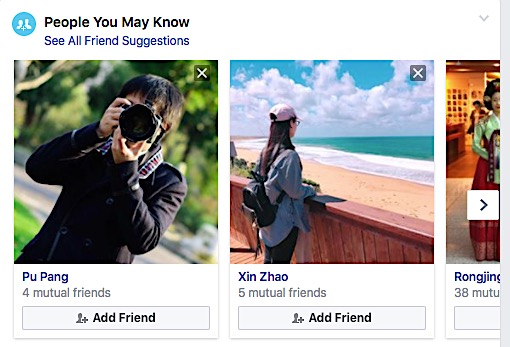 People You May Know
See All Friend Suggestions
Pu Pang
4 mutual friends
Add Friend
Xin Zhao
5 mutual friends
Add Friend
Rongjing
38 mutu